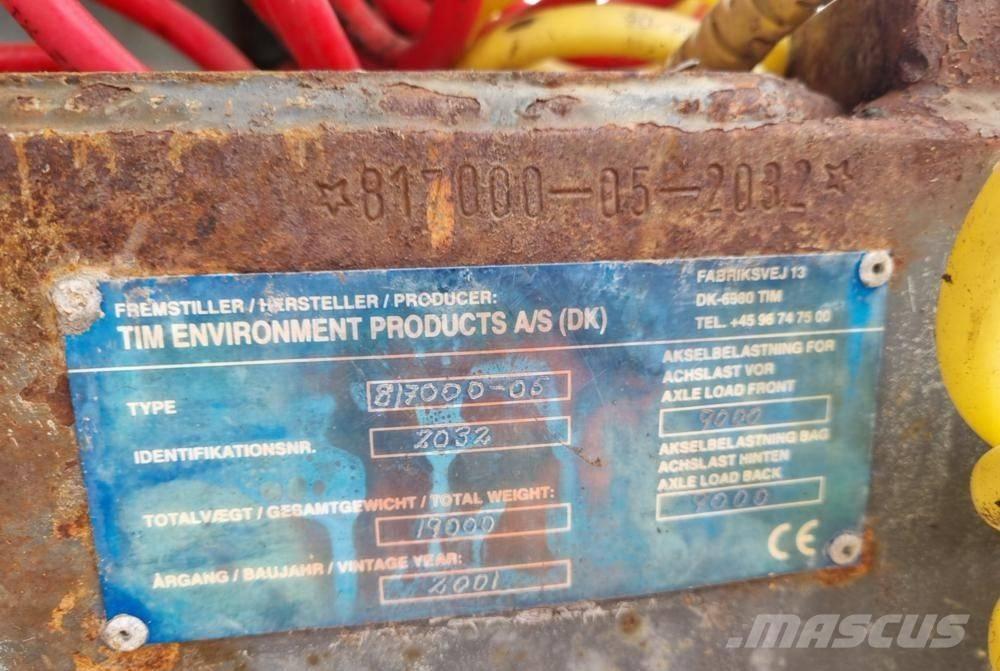 ☆817000-05-2032☆
FREMSTILLER / HERSTELLER / PRODUCER:
TIM ENVIRONMENT PRODUCTS A/S (DK)
FABRIKSVEJ 13
DK-6980 TIM
TEL. +45 96 74 75 00
TYPE 817000-05
IDENTIFIKATIONSNR. 2032
TOTALVÆGT / GESAMTGEWICHT / TOTAL WEIGHT:
19000
ÅRGANG / BAUJAHR / VINTAGE YEAR:
2001
AKSELBELASTNING FOR
ACHSLAST VOR
AXLE LOAD FRONT
9000
AKSELBELASTNING BAG
ACHSLAST HINTEN
AXLE LOAD BACK
9000
CE
MASCUS